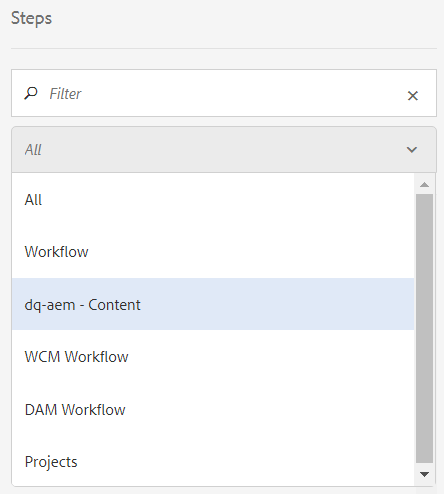 Steps
Filter
All
All
Workflow
dq-aem - Content
WCM Workflow
DAM Workflow
Projects